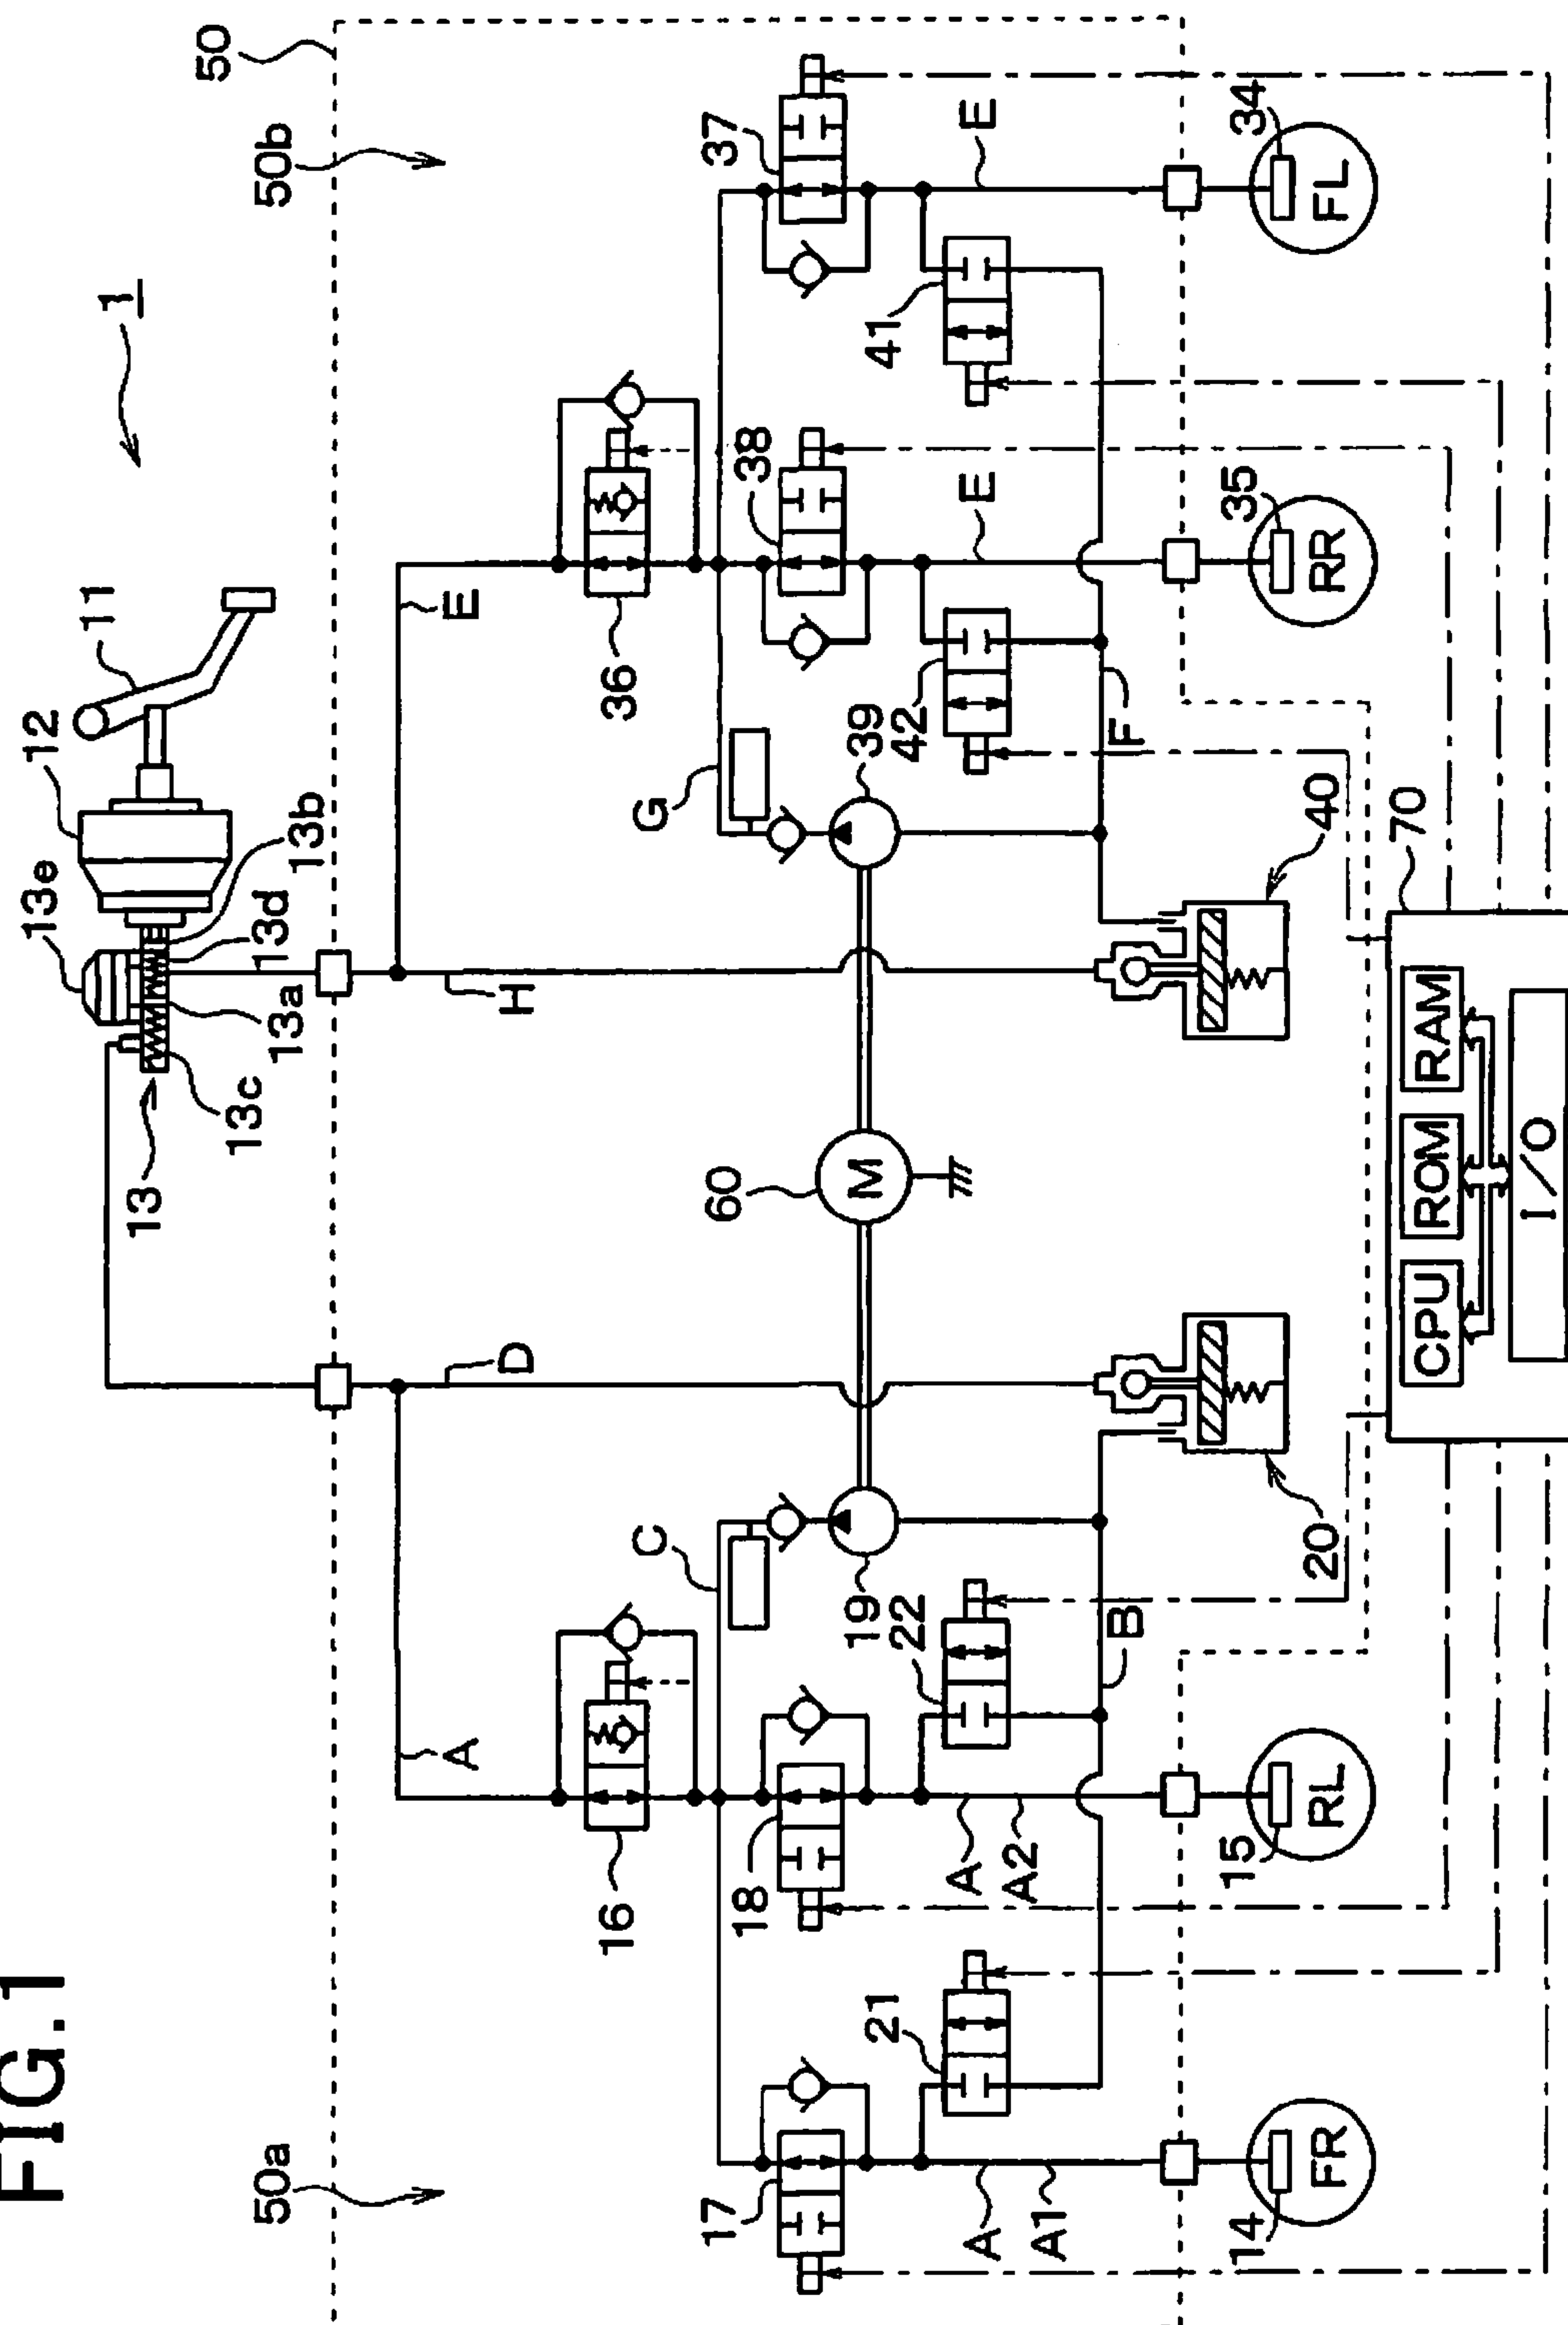 FIG.1
1
11
12
13e
13b
13d
13a
13c
13
50
50a
50b
A
D
H
E
16
36
C
G
60
M
17
18
19
22
21
39
42
38
37
41
A
A1
A
A2
B
F
E
E
20
40
14
FR
15
RL
35
RR
34
FL
70
CPU
ROM
RAM
I/O